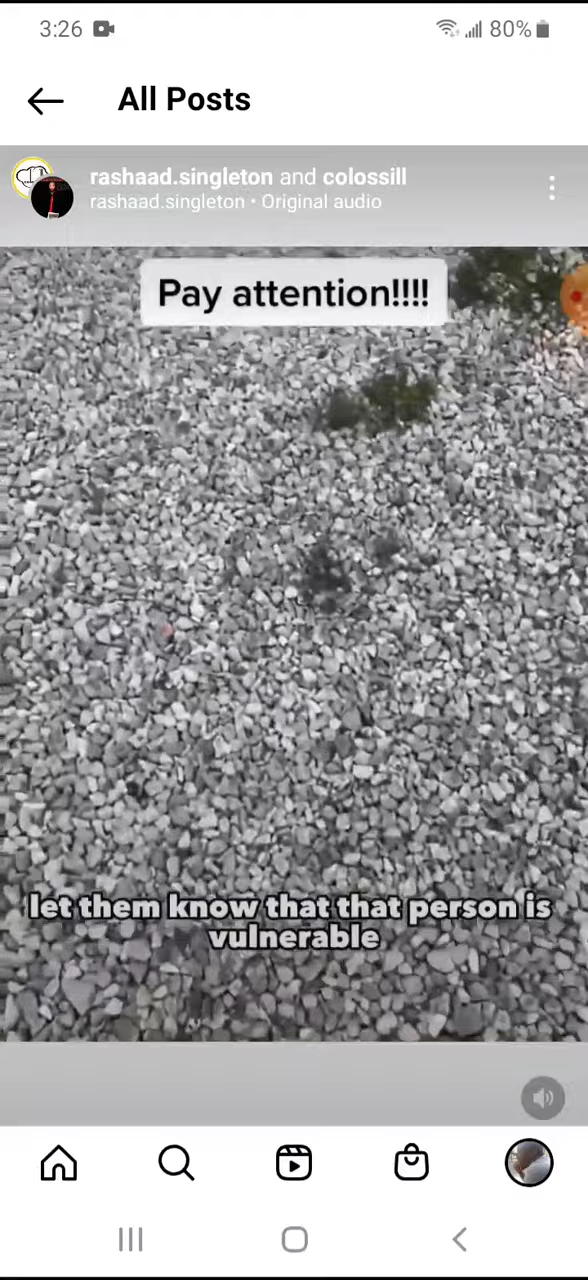 3:26
80%
All Posts
rashaad.singleton and colossill
rashaad.singleton • Original audio
Pay attention!!!!
let them know that that person is
vulnerable